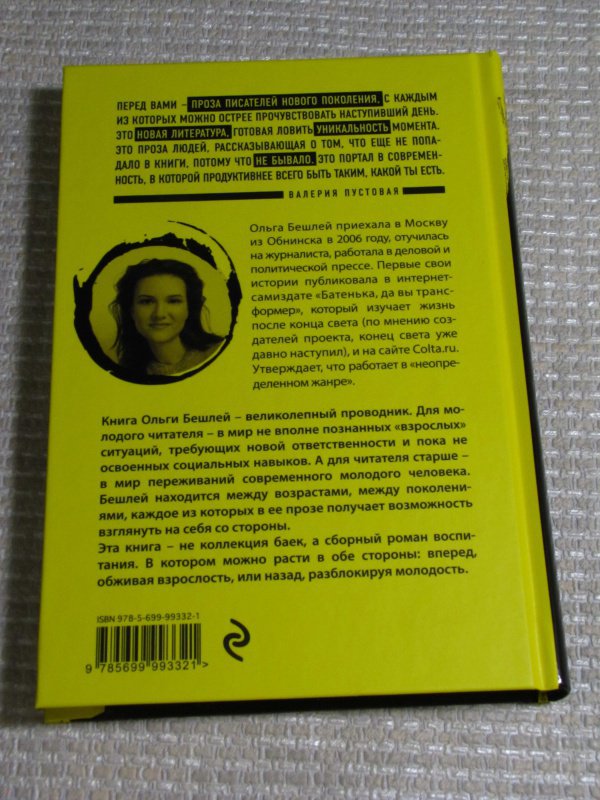 ПЕРЕД ВАМИ – ПРОЗА ПИСАТЕЛЕЙ НОВОГО ПОКОЛЕНИЯ, С КАЖДЫМ
ИЗ КОТОРЫХ МОЖНО ОСТРЕЕ ПРОЧУВСТВОВАТЬ НАСТУПИВШИЙ ДЕНЬ.
ЭТО НОВАЯ ЛИТЕРАТУРА, ГОТОВАЯ ЛОВИТЬ УНИКАЛЬНОСТЬ МОМЕНТА.
ЭТО ПРОЗА ЛЮДЕЙ, РАССКАЗЫВАЮЩАЯ О ТОМ, ЧТО ЕЩЕ НЕ ПОПА-
ДАЛО В КНИГИ, ПОТОМУ ЧТО НЕ БЫВАЛО. ЭТО ПОРТАЛ В СОВРЕМЕН-
НОСТЬ, В КОТОРОЙ ПРОДУКТИВНЕЕ ВСЕГО БЫТЬ ТАКИМ, КАКОЙ ТЫ ЕСТЬ.
ВАЛЕРИЯ ПУСТОВАЯ
Ольга Бешлей приехала в Москву
из Обнинска в 2006 году, отучилась
на журналиста, работала в деловой и
политической прессе. Первые свои
истории публиковала в интернет-
самиздате «Батенька, да вы транс-
формер», который изучает жизнь
после конца света (по мнению соз-
дателей проекта, конец света уже
давно наступил), и на сайте Colta.ru.
Утверждает, что работает в «неопре-
деленном жанре».
Книга Ольги Бешлей – великолепный проводник. Для мо-
лодого читателя – в мир не вполне познанных «взрослых»
ситуаций, требующих новой ответственности и пока не
освоенных социальных навыков. А для читателя старше –
в мир переживаний современного молодого человека.
Бешлей находится между возрастами, между поколени-
ями, каждое из которых в ее прозе получает возможность
взглянуть на себя со стороны.
Эта книга – не коллекция баек, а сборный роман воспи-
тания. В котором можно расти в обе стороны: вперед,
обживая взрослость, или назад, разблокируя молодость.
ISBN 978-5-699-99332-1
9 785699 993321>